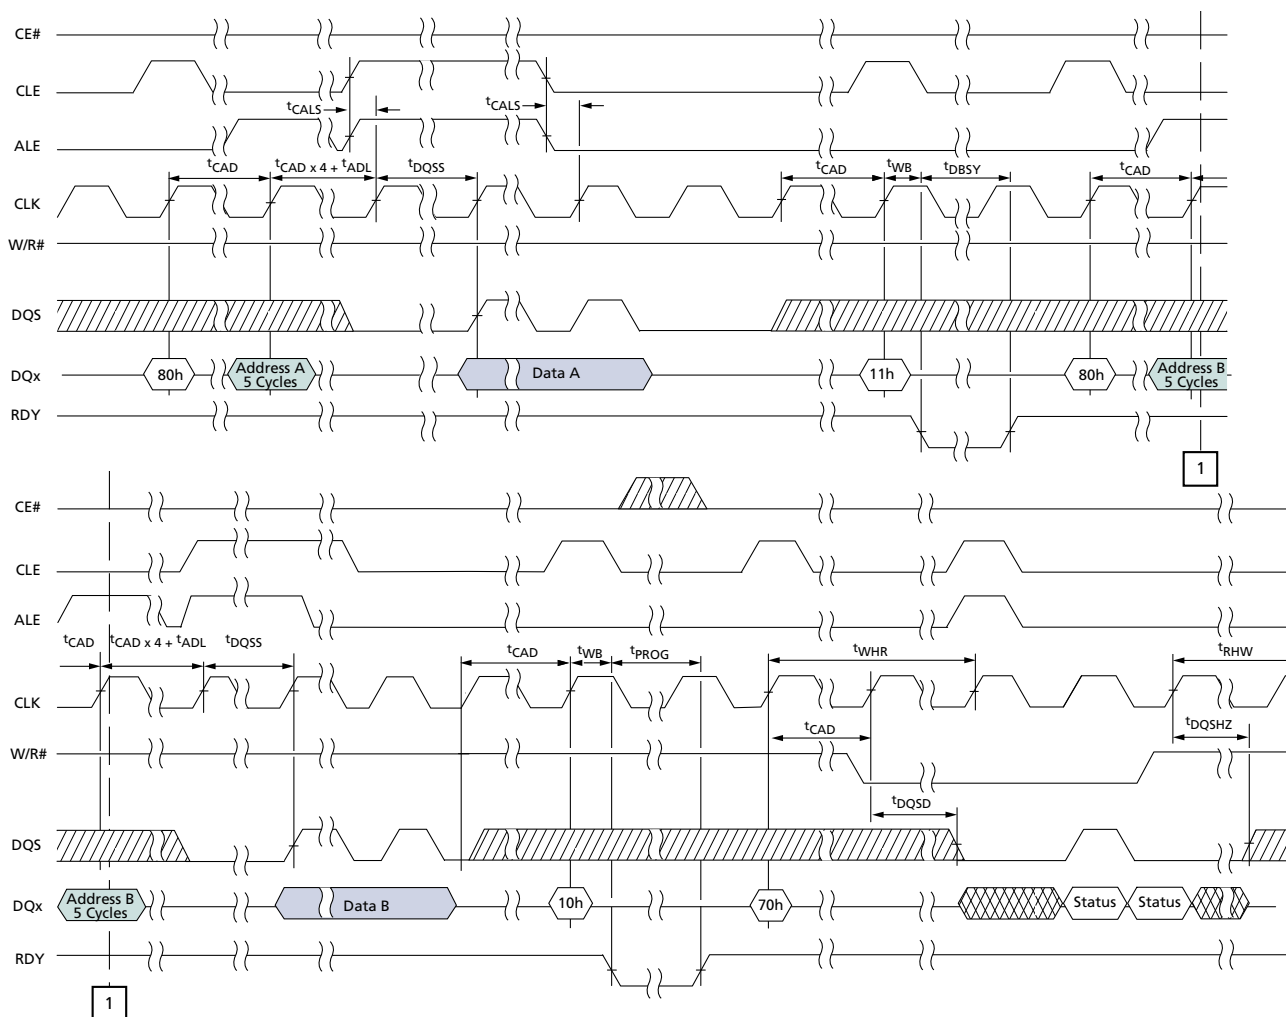 CE#
CLE
tCALS
tCALS
ALE
tCAD
tCAD x 4 + tADL
tDQSS
tCAD
tWB
tDBSY
tCAD
CLK
W/R#
DQS
DQx
80h
Address A
5 Cycles
Data A
11h
80h
Address B
5 Cycles
RDY
1
CE#
CLE
ALE
tCAD
tCAD x 4 + tADL
tDQSS
tCAD
tWB
tPROG
tWHR
tRHW
CLK
tCAD
tDQSHZ
W/R#
tDQSD
DQS
DQx
Address B
5 Cycles
Data B
10h
70h
Status
Status
RDY
1